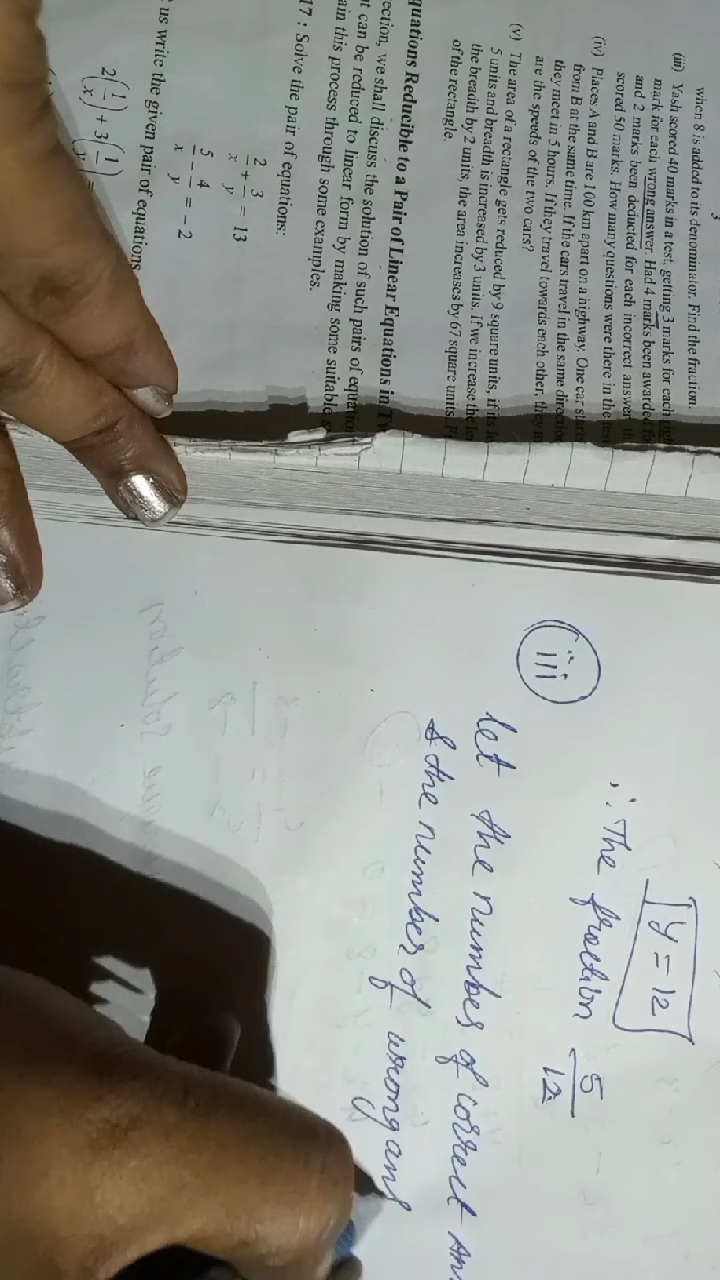 when 8 is added to its denominator. Find the fraction.
(iii) Yash scored 40 marks in a test, getting 3 marks for each
mark for each wrong answer. Had 4 marks been awarded
and 2 marks been deducted for each incorrect answer,
scored 50 marks. How many questions were there in the
(iv) Places A and B are 100 km apart on a highway. One car
from B at the same time. If the cars travel in the same
they meet in 5 hours. If they travel towards each other, they
are the speeds of the two cars?
(v) The area of a rectangle gets reduced by 9 square units, if its
5 units and breadth is increased by 3 units. If we increase the
the breadth by 2 units, the area increases by 67 square units.
of the rectangle.
quations Reducible to a Pair of Linear Equations in
ection, we shall discuss the solution of such pairs of
t can be reduced to linear form by making some suitable
ain this process through some examples.
17 : Solve the pair of equations:
2/x + 3/y = 13
5/x - 4/y = - 2
us write the given pair of equations
2(1/x) + 3(1/y) =
y = 12
∴ The fraction 5/12
(iii)
let the number of correct An
& the number of wrong ans